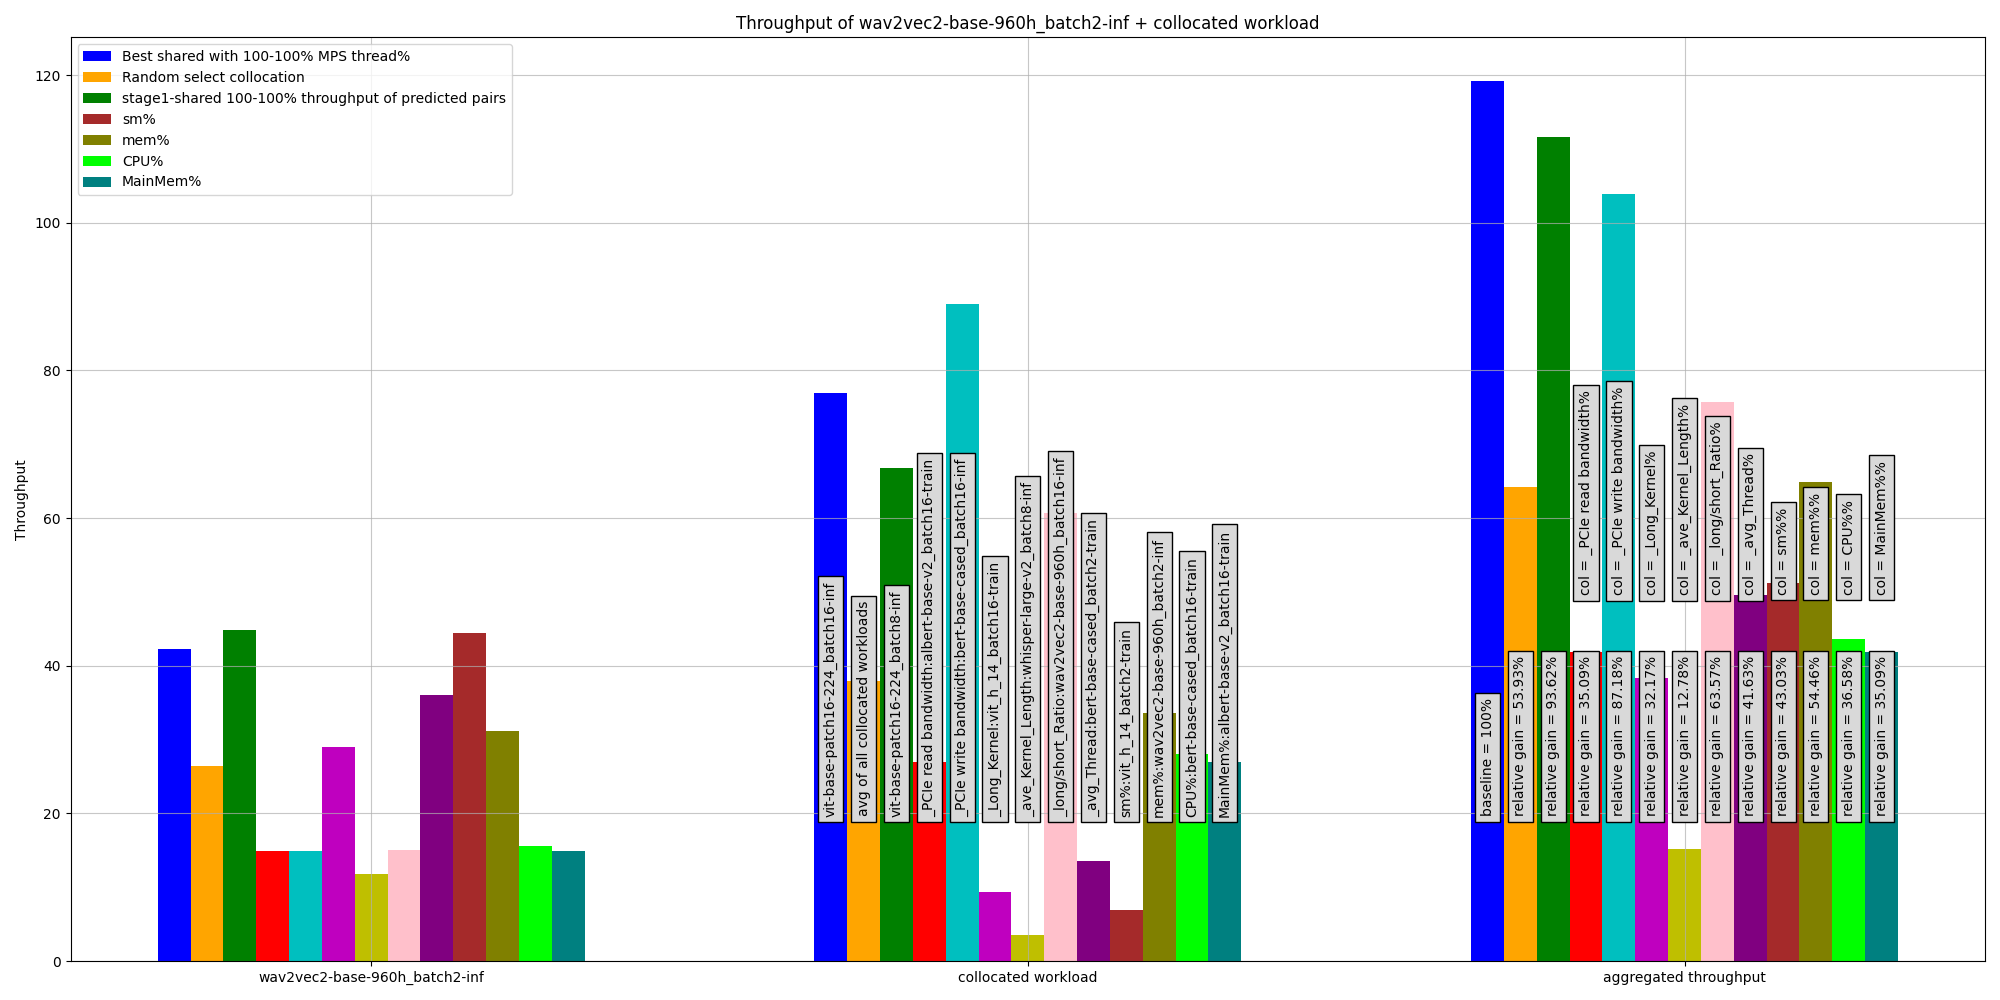 Throughput of wav2vec2-base-960h_batch2-inf + collocated workload
Best shared with 100-100% MPS thread%
Random select collocation
stage1-shared 100-100% throughput of predicted pairs
sm%
mem%
CPU%
MainMem%
Throughput
120
100
80
60
40
20
0
vit-base-patch16-224_batch16-inf
avg of all collocated workloads
vit-base-patch16-224_batch8-inf
_PCIe read bandwidth:albert-base-v2_batch16-train
_PCIe write bandwidth:bert-base-cased_batch16-inf
_Long_Kernel:vit_h_14_batch16-train
_ave_Kernel_Length:whisper-large-v2_batch8-inf
_long/short_Ratio:wav2vec2-base-960h_batch16-inf
_avg_Thread:bert-base-cased_batch2-train
sm%:vit_h_14_batch2-train
mem%:wav2vec2-base-960h_batch2-inf
CPU%:bert-base-cased_batch16-train
MainMem%:albert-base-v2_batch16-train
col = _PCIe read bandwidth%
col = _PCIe write bandwidth%
col = _Long_Kernel%
col = _ave_Kernel_Length%
col = _long/short_Ratio%
col = _avg_Thread%
col = sm%%
col = mem%%
col = CPU%%
col = MainMem%%
baseline = 100%
relative gain = 53.93%
relative gain = 93.62%
relative gain = 35.09%
relative gain = 87.18%
relative gain = 32.17%
relative gain = 12.78%
relative gain = 63.57%
relative gain = 41.63%
relative gain = 43.03%
relative gain = 54.46%
relative gain = 36.58%
relative gain = 35.09%
wav2vec2-base-960h_batch2-inf
collocated workload
aggregated throughput